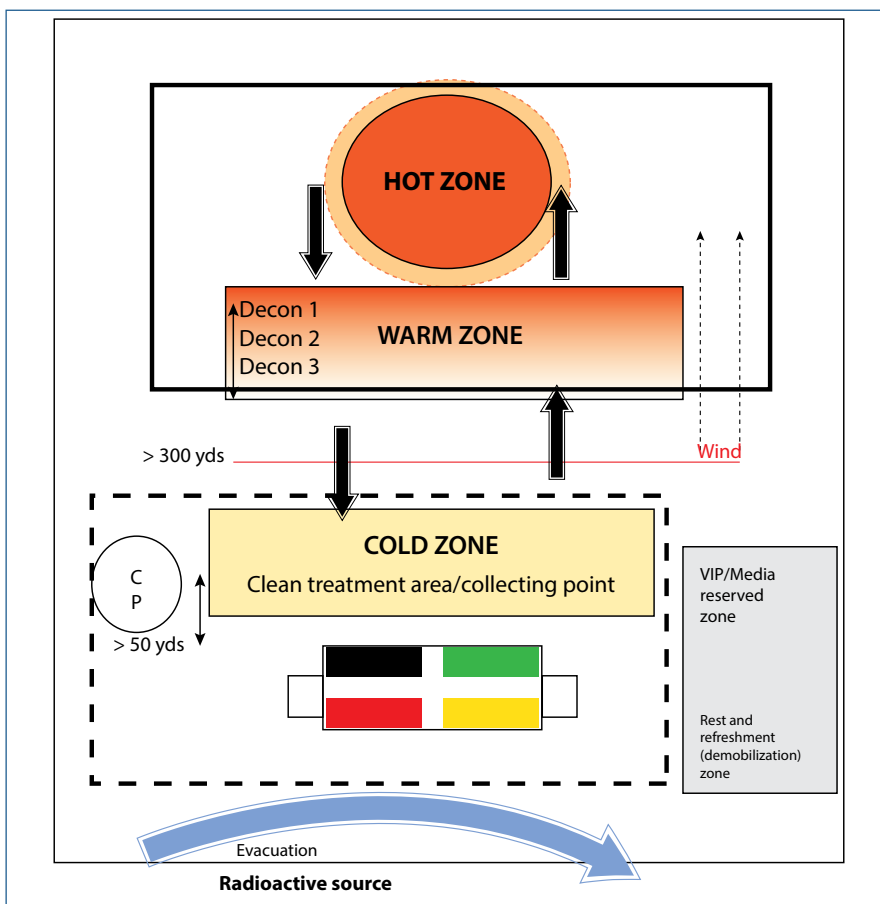 HOT ZONE
Decon 1
Decon 2
Decon 3
WARM ZONE
> 300 yds
Wind
COLD ZONE
Clean treatment area/collecting point
C
P
> 50 yds
VIP/Media
reserved
zone
Rest and
refreshment
(demobilization)
zone
Evacuation
Radioactive source